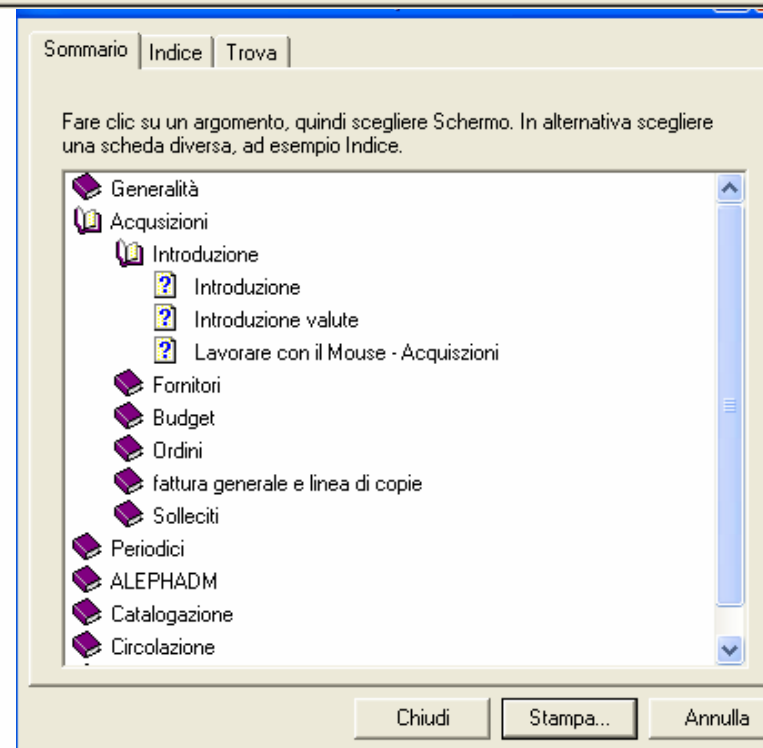 Sommario Indice Trova
Fare clic su un argomento, quindi scegliere Schermo. In alternativa scegliere
una scheda diversa, ad esempio Indice.
Generalità
Acqusizioni
Introduzione
Introduzione
Introduzione valute
Lavorare con il Mouse - Acquiszioni
Fornitori
Budget
Ordini
fattura generale e linea di copie
Solleciti
Periodici
ALEPHADM
Catalogazione
Circolazione
Chiudi Stampa... Annulla